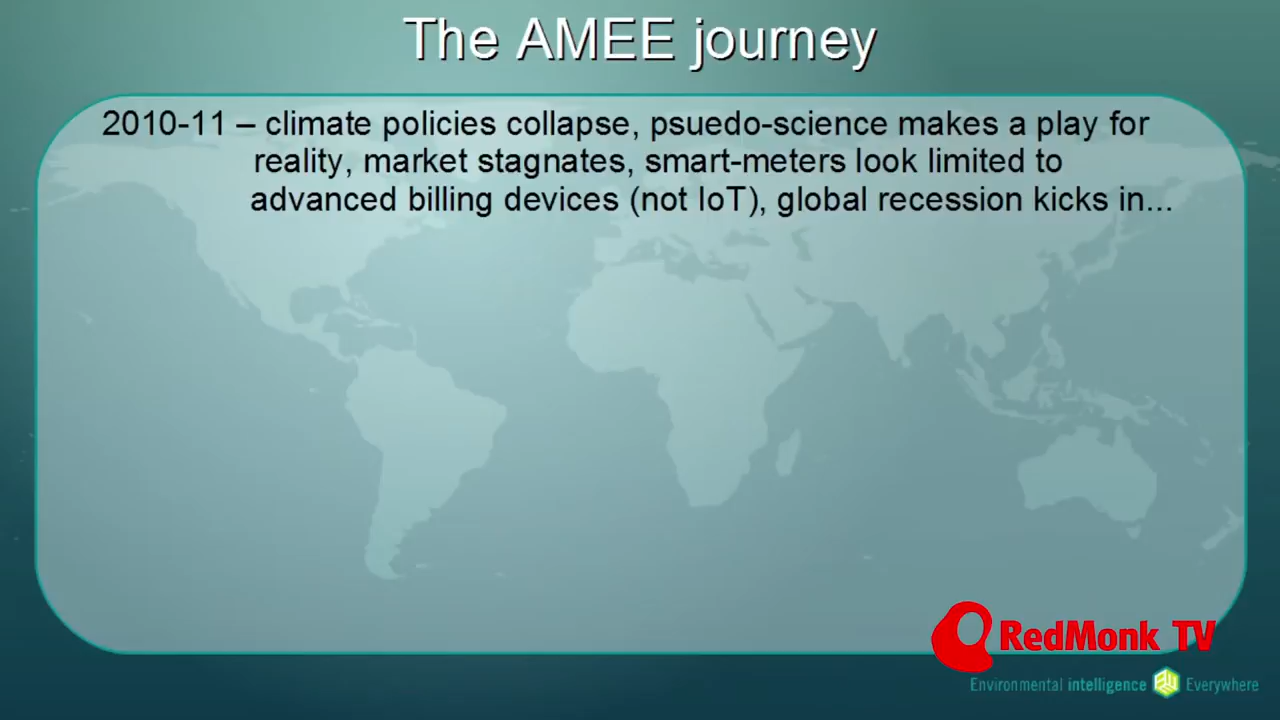 The AMEE journey
2010-11 – climate policies collapse, psuedo-science makes a play for
reality, market stagnates, smart-meters look limited to
advanced billing devices (not IoT), global recession kicks in...
RedMonk TV
Environmental intelligence Everywhere